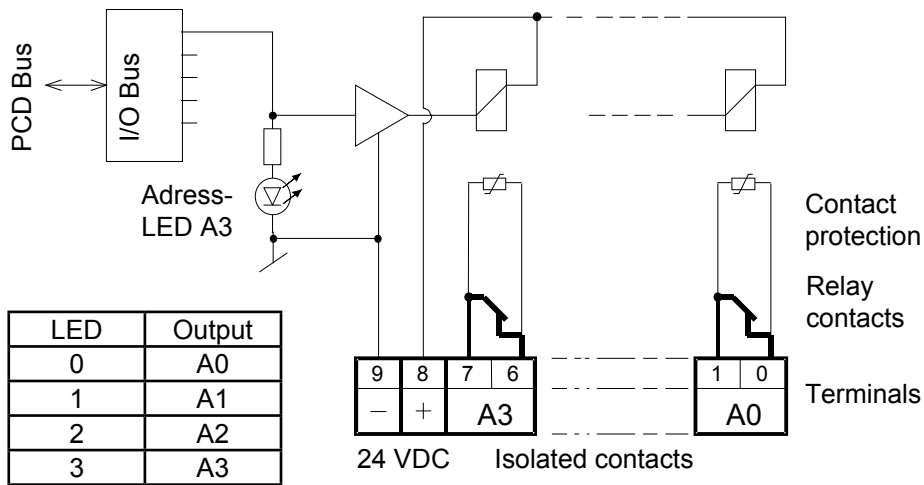 PCD Bus
I/O Bus
Adress-
LED A3
Contact
protection
Relay
contacts
LED Output
0 A0
1 A1
2 A2
3 A3
9 8 7 6 1 0
− + A3 A0
Terminals
24 VDC Isolated contacts